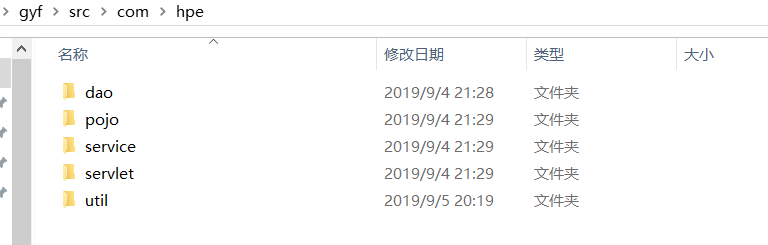 gyf > src > com > hpe
名称 修改日期 类型 大小
dao 2019/9/4 21:28 文件夹
pojo 2019/9/4 21:29 文件夹
service 2019/9/4 21:29 文件夹
servlet 2019/9/4 21:29 文件夹
util 2019/9/5 20:19 文件夹